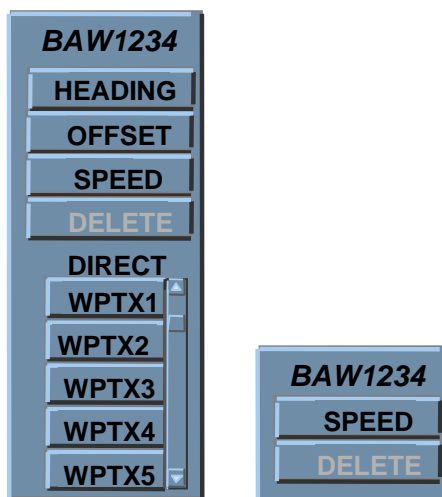 BAW1234
HEADING
OFFSET
SPEED
DELETE
DIRECT
WPTX1
WPTX2
WPTX3
WPTX4
WPTX5
BAW1234
SPEED
DELETE